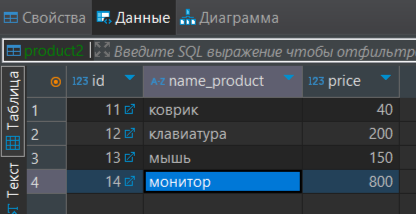 Свойства Данные Диаграмма
product2 Введите SQL выражение чтобы отфильтр
123 id A-Z name_product 123 price
1 11 коврик 40
2 12 клавиатура 200
3 13 мышь 150
4 14 монитор 800
Таблица
Текст